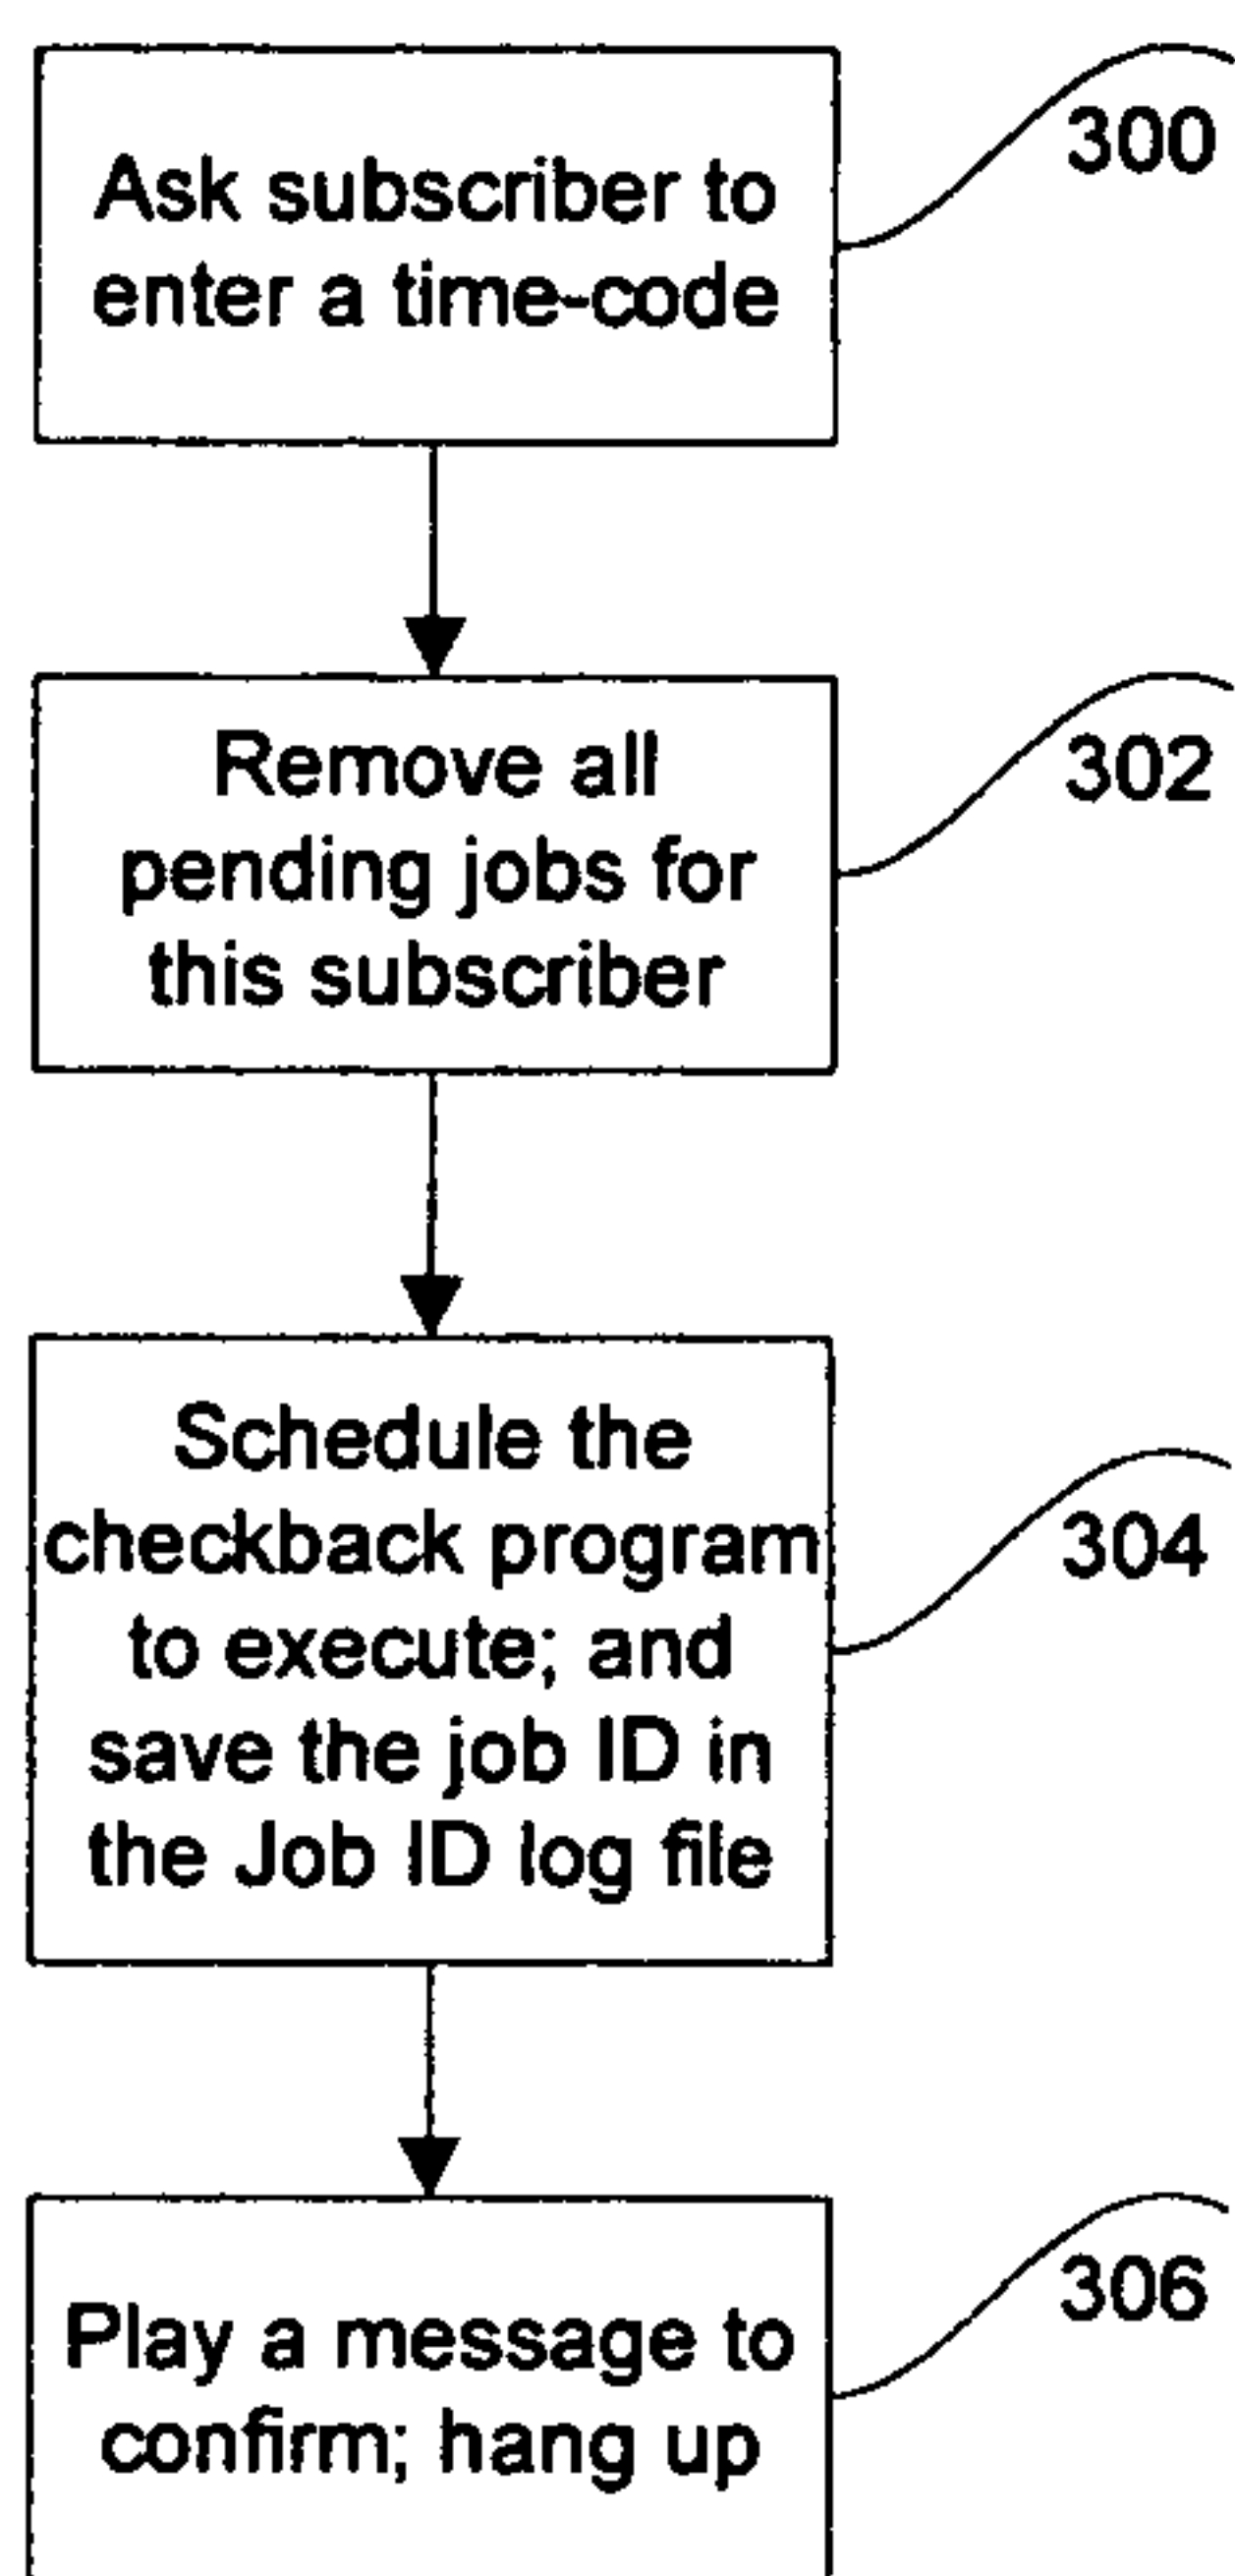 Ask subscriber to
enter a time-code
300
Remove all
pending jobs for
this subscriber
302
Schedule the
checkback program
to execute; and
save the job ID in
the Job ID log file
304
Play a message to
confirm; hang up
306